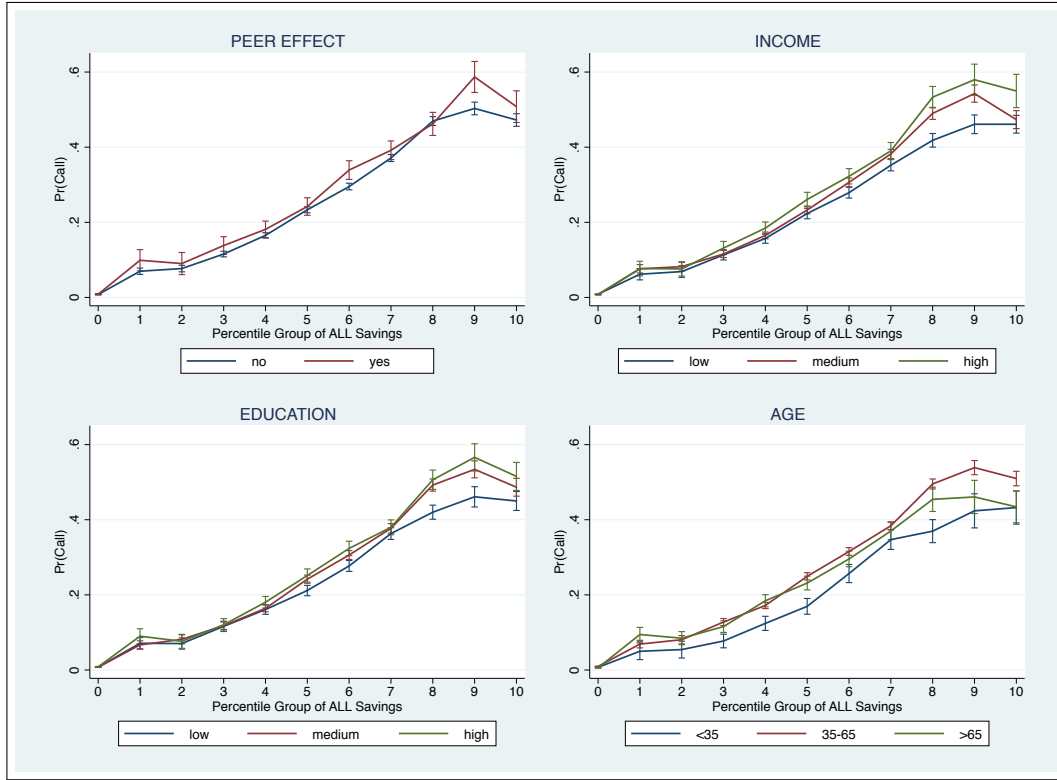 PEER EFFECT
Pr(Call)
.6
.4
.2
0
0 1 2 3 4 5 6 7 8 9 10
Percentile Group of ALL Savings
no yes
INCOME
Pr(Call)
.6
.4
.2
0
0 1 2 3 4 5 6 7 8 9 10
Percentile Group of ALL Savings
low medium high
EDUCATION
Pr(Call)
.6
.4
.2
0
0 1 2 3 4 5 6 7 8 9 10
Percentile Group of ALL Savings
low medium high
AGE
Pr(Call)
.6
.4
.2
0
0 1 2 3 4 5 6 7 8 9 10
Percentile Group of ALL Savings
<35 35-65 >65